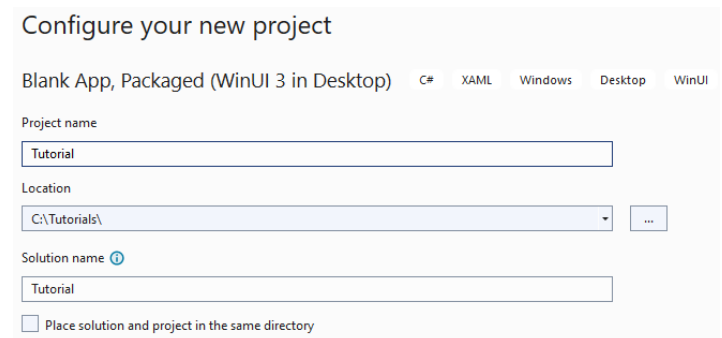 Configure your new project
Blank App, Packaged (WinUI 3 in Desktop) C# XAML Windows Desktop WinUI
Project name
Tutorial
Location
C:\Tutorials\
...
Solution name
Tutorial
Place solution and project in the same directory